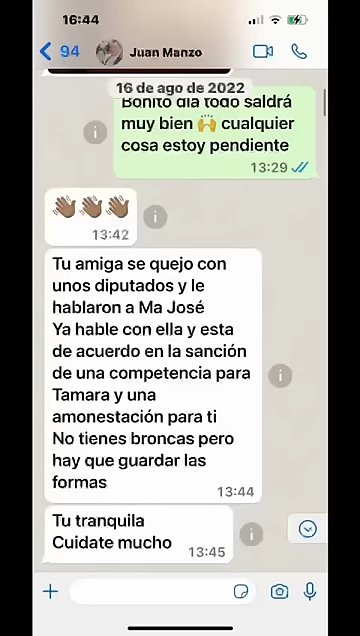 16:44
94
Juan Manzo
16 de ago de 2022
Bonito día todo saldrá
muy bien 🙌 cualquier
cosa estoy pendiente
13:29
👋🏽👋🏽👋🏽
13:42
Tu amiga se quejo con
unos diputados y le
hablaron a Ma José
Ya hable con ella y esta
de acuerdo en la sanción
de una competencia para
Tamara y una
amonestación para ti
No tienes broncas pero
hay que guardar las
formas
13:44
Tu tranquila
Cuidate mucho
13:45